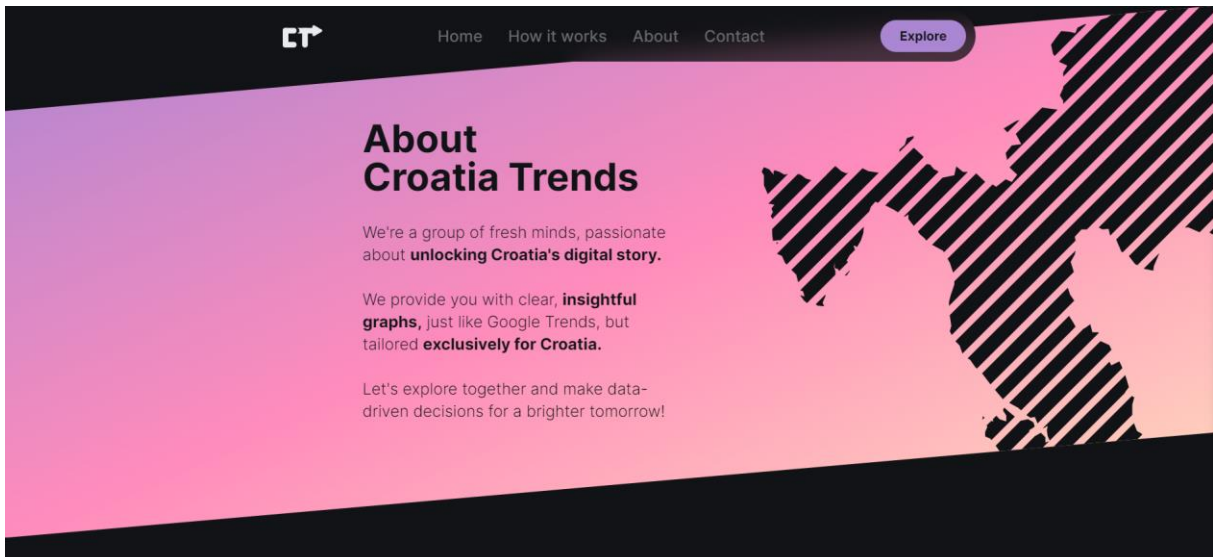 CT
Home How it works About Contact Explore
About
Croatia Trends
We're a group of fresh minds, passionate
about unlocking Croatia's digital story.
We provide you with clear, insightful
graphs, just like Google Trends, but
tailored exclusively for Croatia.
Let's explore together and make data-
driven decisions for a brighter tomorrow!